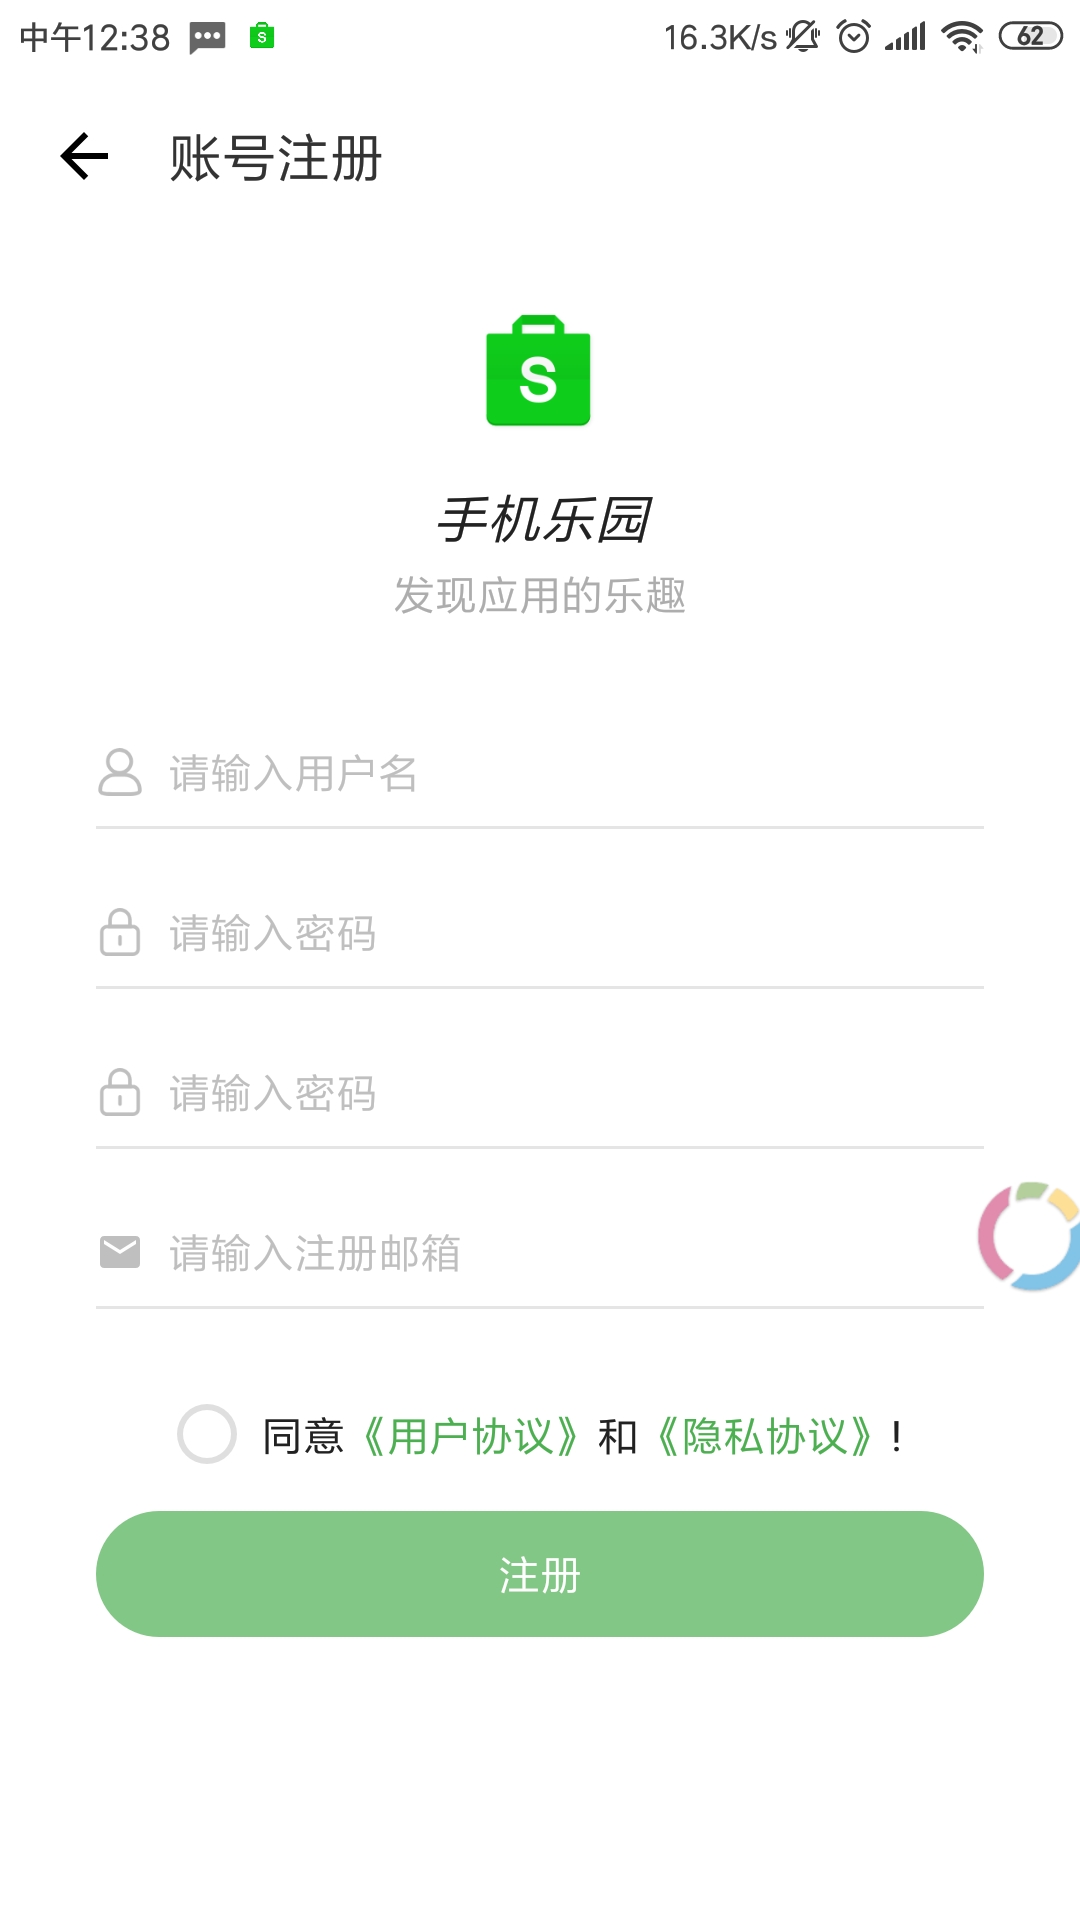 中午12:38 S 16.3K/s 62
账号注册
S
手机乐园
发现应用的乐趣
请输入用户名
请输入密码
请输入密码
请输入注册邮箱
同意《用户协议》和《隐私协议》!
注册